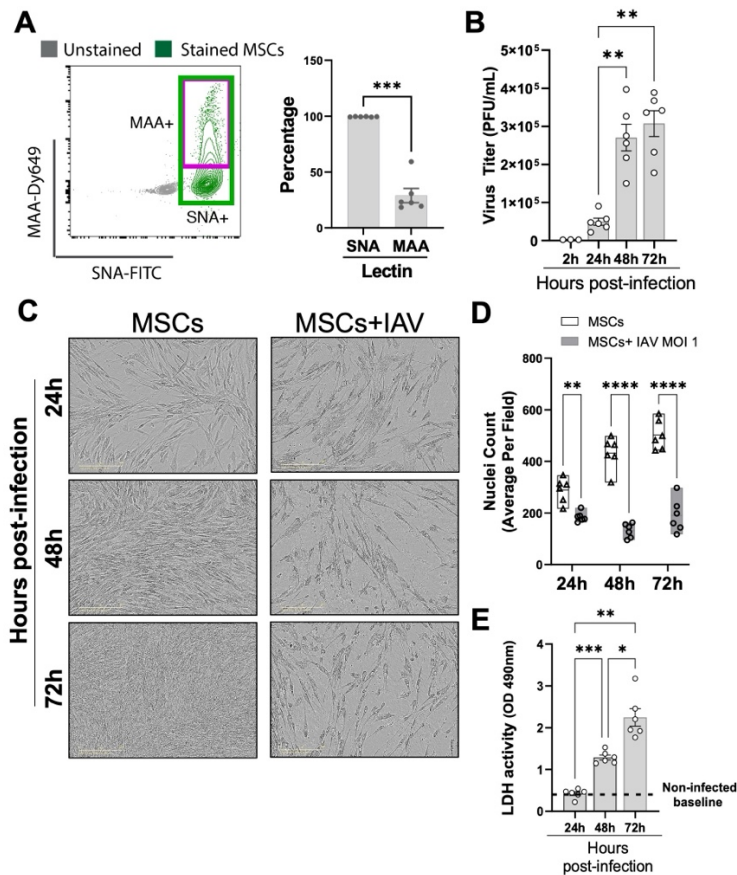 A
Unstained
Stained MSCs
MAA+
SNA+
MAA-Dy649
SNA-FITC
Percentage
150
100
50
0
***
SNA MAA
Lectin
B
Virus Titer (PFU/mL)
5×10⁵
4×10⁵
3×10⁵
2×10⁵
1×10⁵
0
**
**
2h 24h 48h 72h
Hours post-infection
C
MSCs
MSCs+IAV
Hours post-infection
24h
48h
72h
D
MSCs
MSCs+ IAV MOI 1
Nuclei Count
(Average Per Field)
800
600
400
200
0
** **** ****
24h 48h 72h
E
LDH activity (OD 490nm)
4
3
2
1
0
**
*** *
Non-infected
baseline
24h 48h 72h
Hours
post-infection